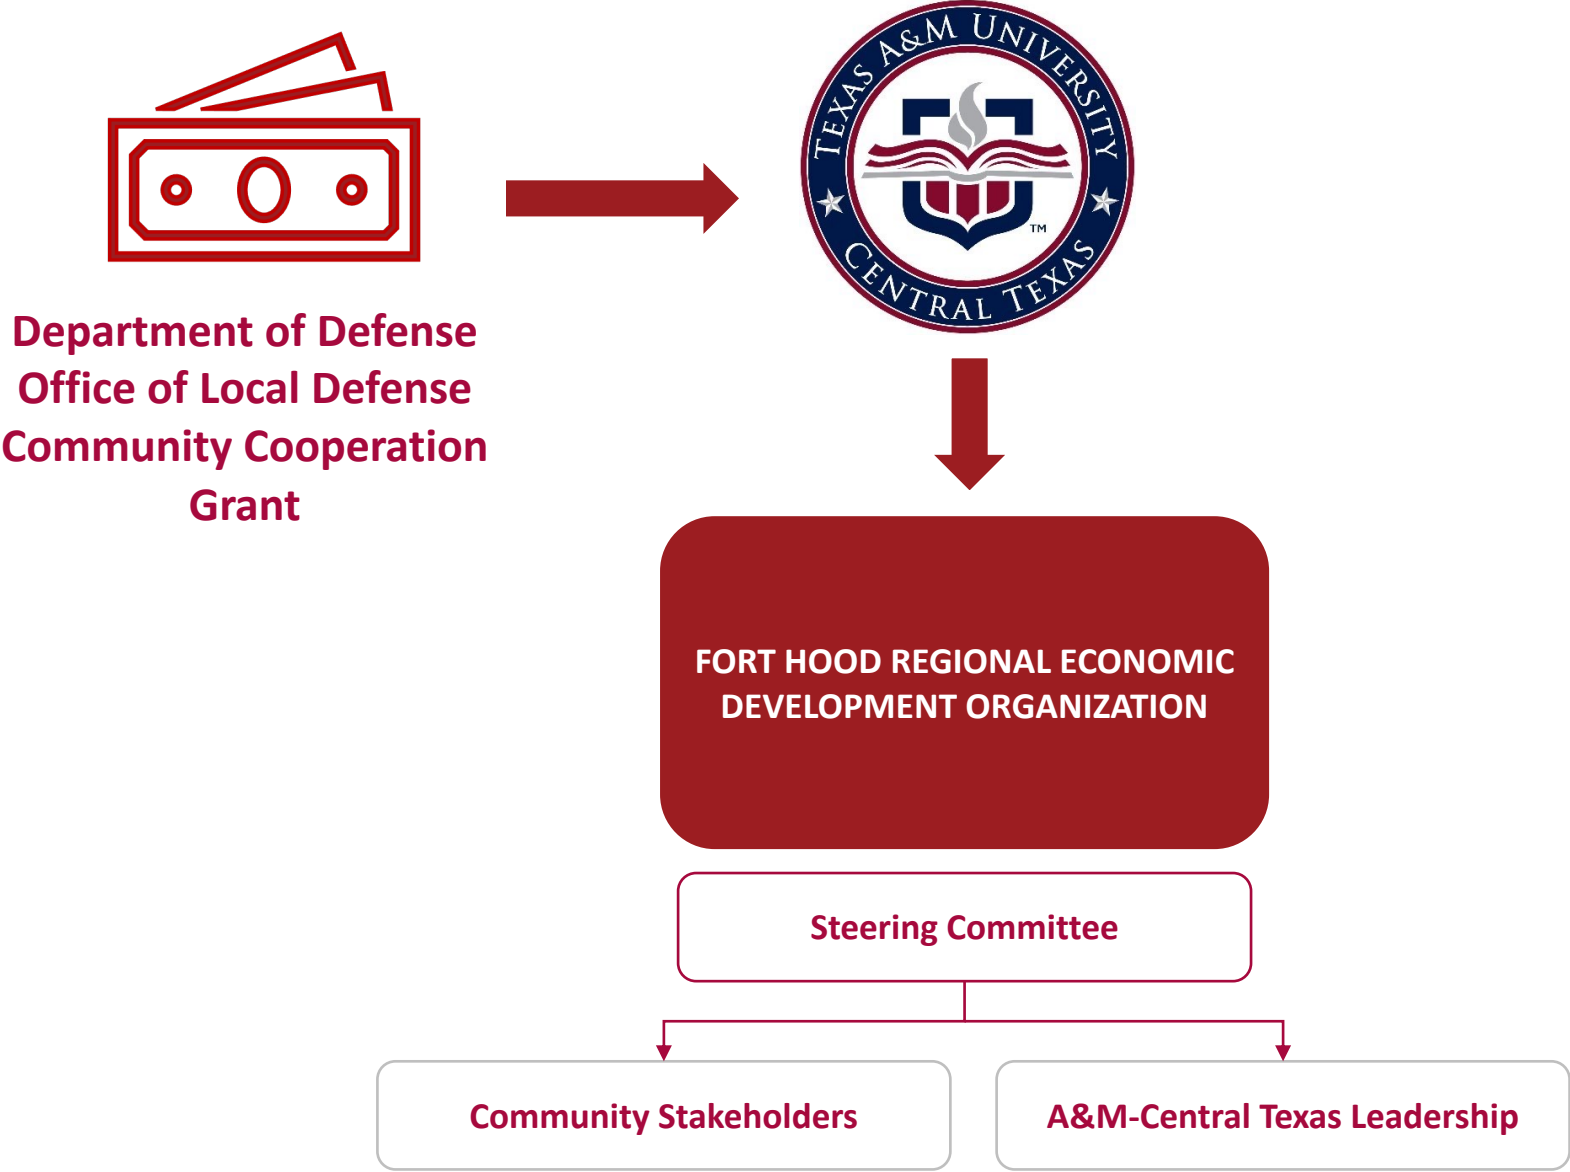 TEXAS A&M UNIVERSITY
CENTRAL TEXAS
TM
Department of Defense
Office of Local Defense
Community Cooperation
Grant
FORT HOOD REGIONAL ECONOMIC
DEVELOPMENT ORGANIZATION
Steering Committee
Community Stakeholders
A&M-Central Texas Leadership